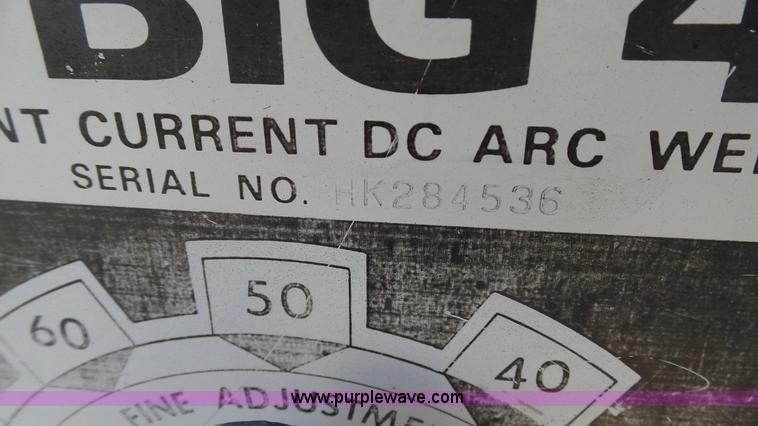 BIG 4
NT CURRENT DC ARC WE
SERIAL NO. HK284536
60 50 40
FINE ADJUSTME
www.purplewave.com